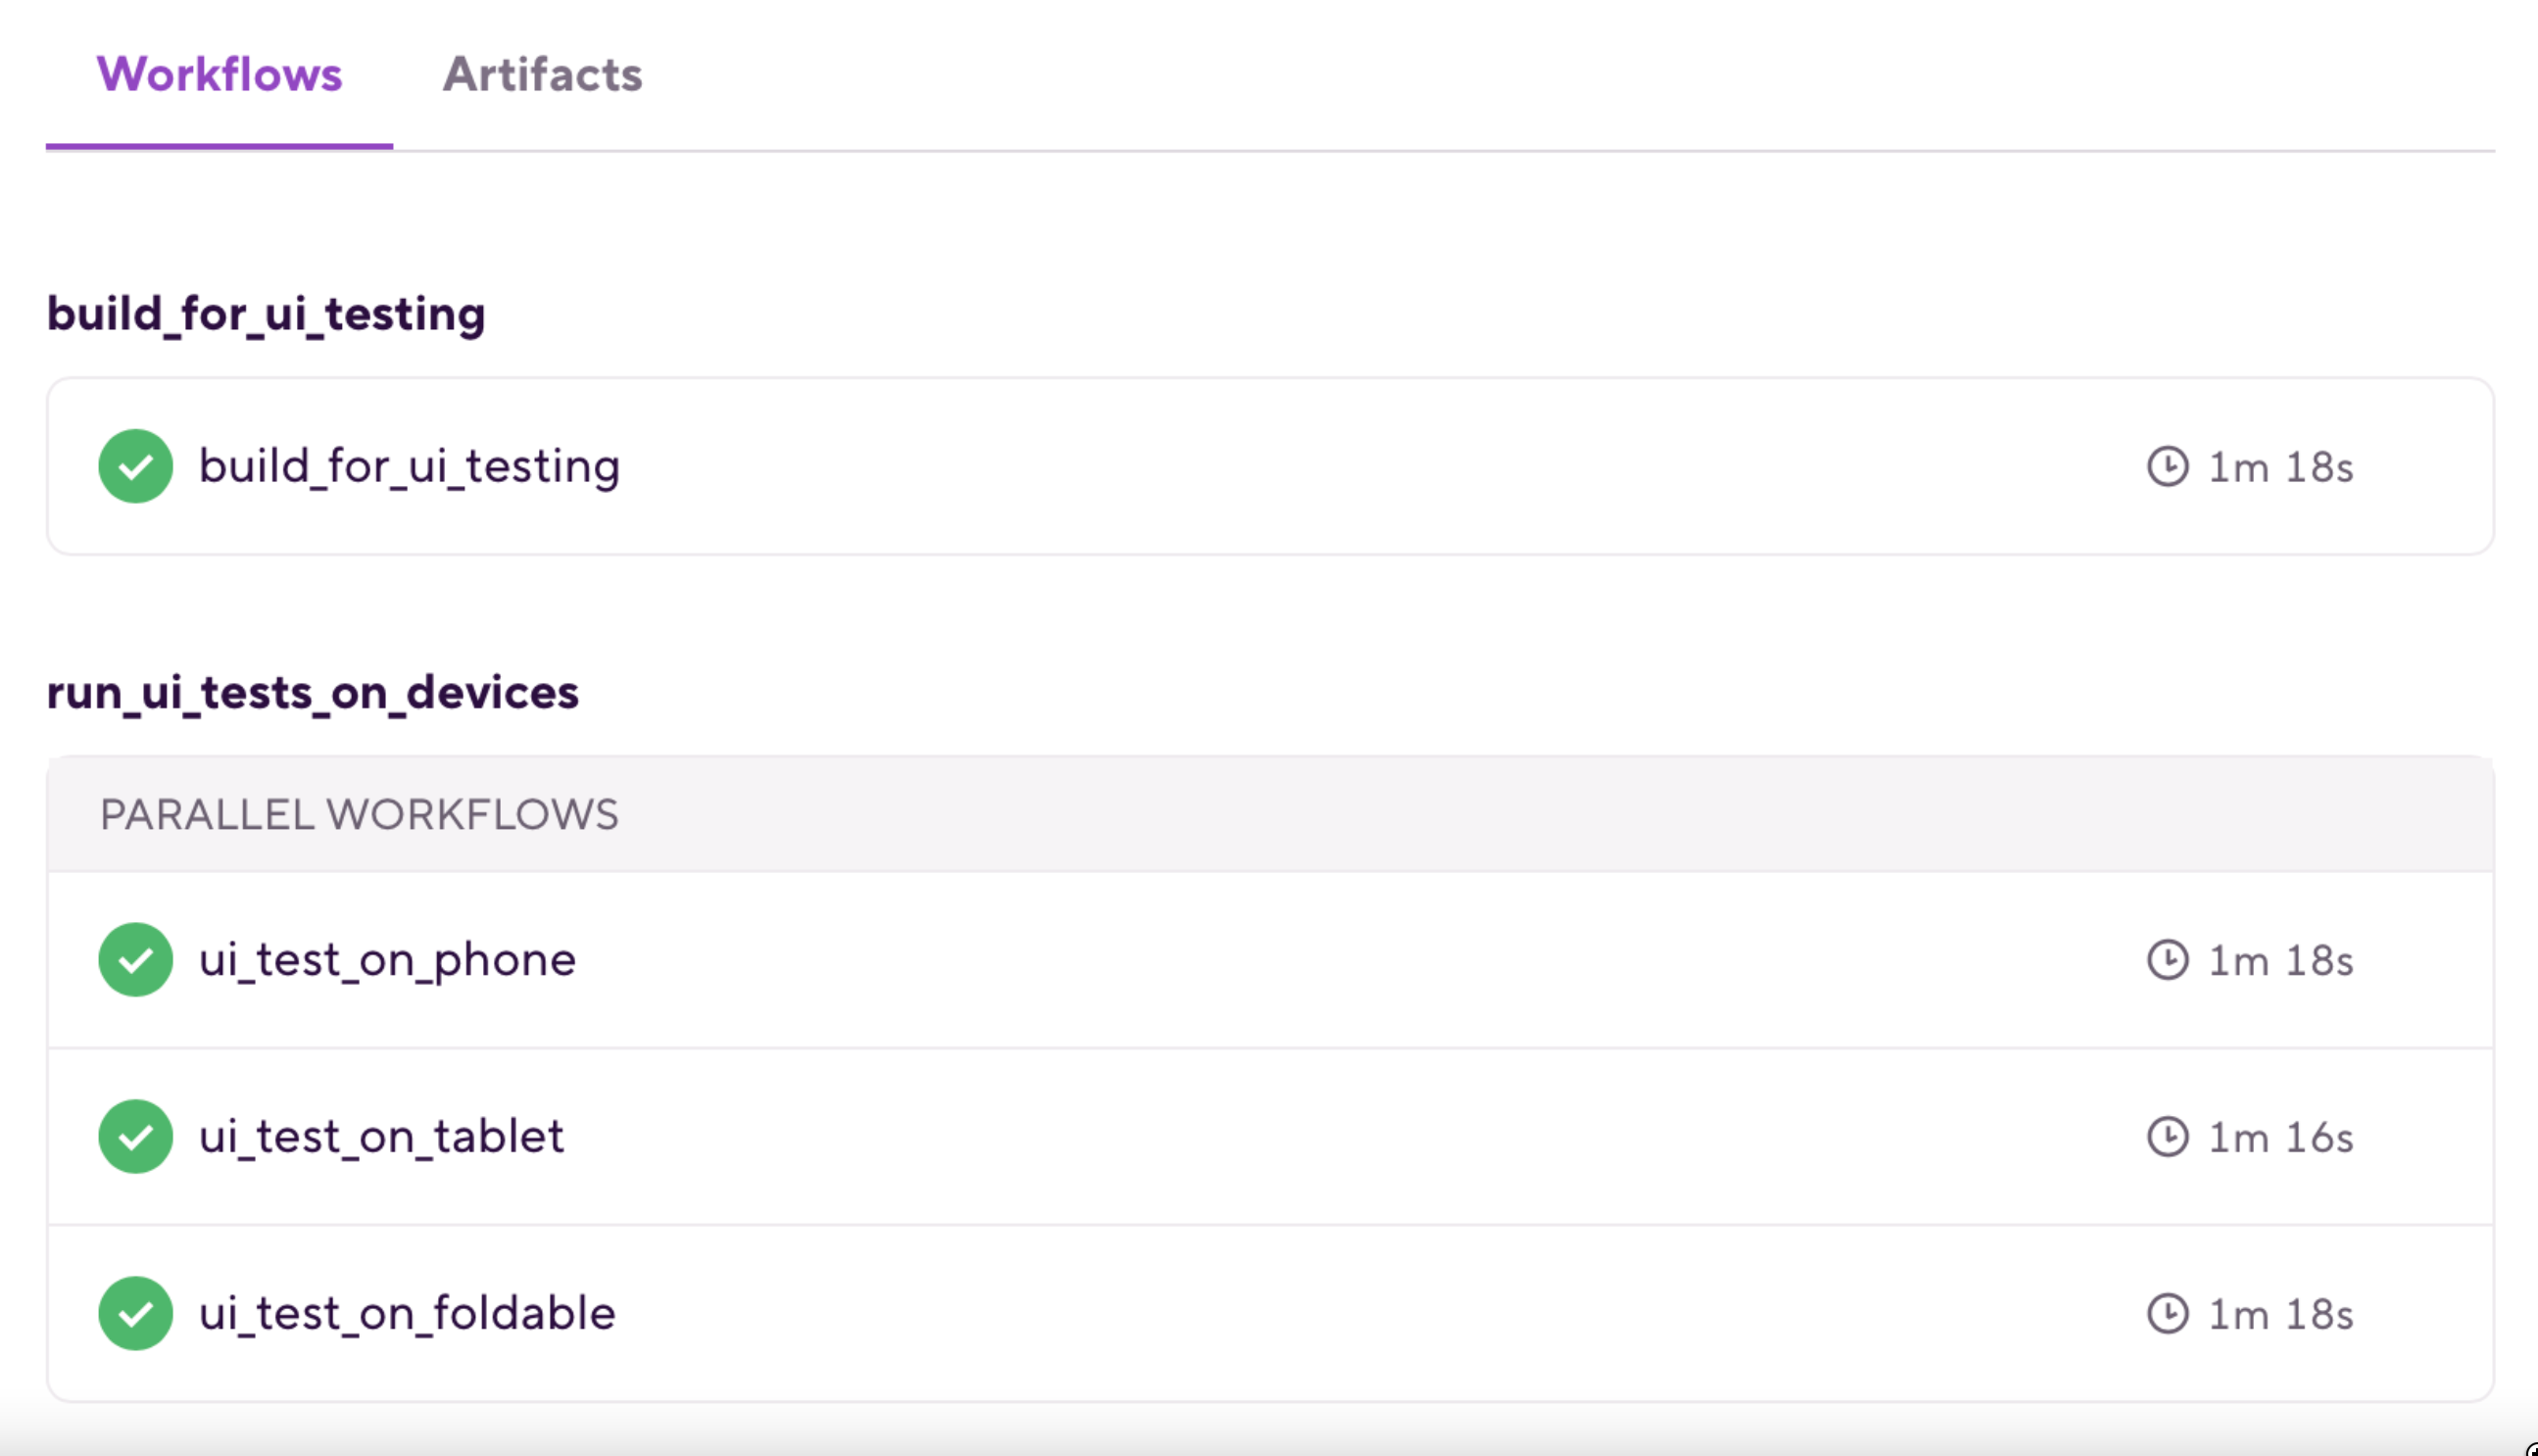 Workflows Artifacts
build_for_ui_testing
build_for_ui_testing 1m 18s
run_ui_tests_on_devices
PARALLEL WORKFLOWS
ui_test_on_phone 1m 18s
ui_test_on_tablet 1m 16s
ui_test_on_foldable 1m 18s